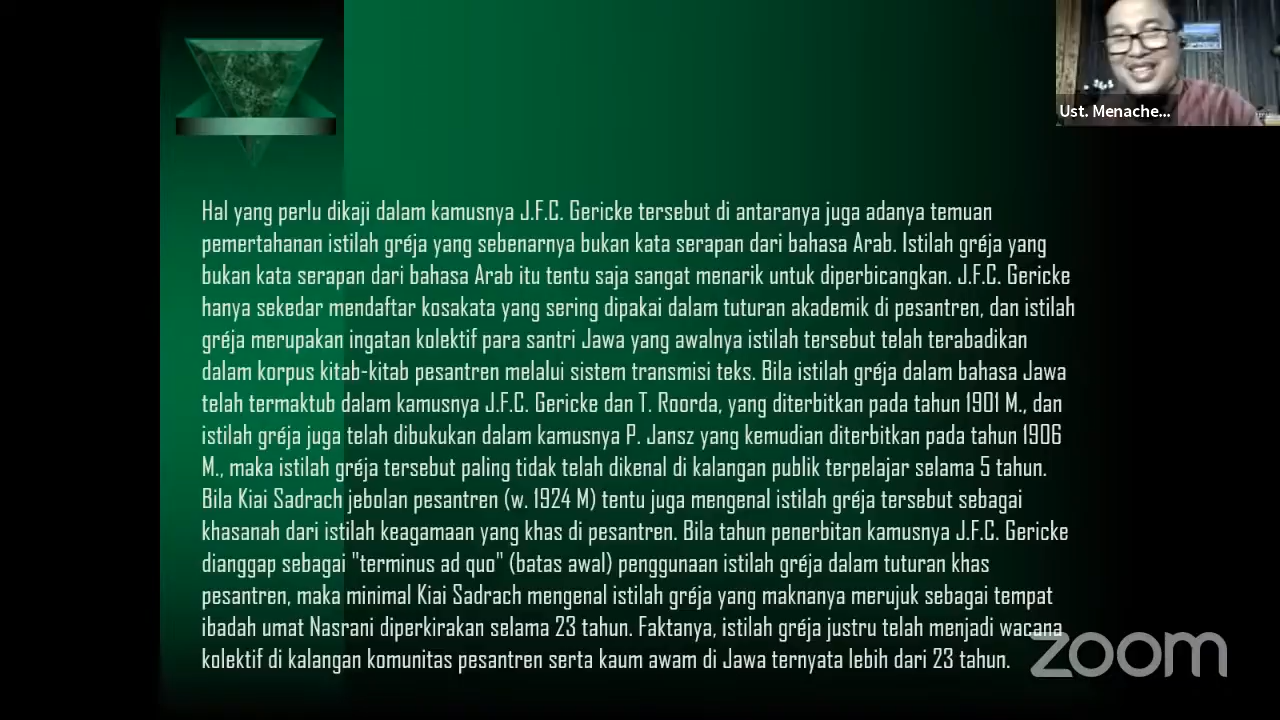 Ust. Menache...
Hal yang perlu dikaji dalam kamusnya J.F.C. Gericke tersebut di antaranya juga adanya temuan
pemertahanan istilah gréja yang sebenarnya bukan kata serapan dari bahasa Arab. Istilah gréja yang
bukan kata serapan dari bahasa Arab itu tentu saja sangat menarik untuk diperbicangkan. J.F.C. Gericke
hanya sekedar mendaftar kosakata yang sering dipakai dalam tuturan akademik di pesantren, dan istilah
gréja merupakan ingatan kolektif para santri Jawa yang awalnya istilah tersebut telah terabadikan
dalam korpus kitab-kitab pesantren melalui sistem transmisi teks. Bila istilah gréja dalam bahasa Jawa
telah termaktub dalam kamusnya J.F.C. Gericke dan T. Roorda, yang diterbitkan pada tahun 1901 M., dan
istilah gréja juga telah dibukukan dalam kamusnya P. Jansz yang kemudian diterbitkan pada tahun 1906
M., maka istilah gréja tersebut paling tidak telah dikenal di kalangan publik terpelajar selama 5 tahun.
Bila Kiai Sadrach jebolan pesantren (w. 1924 M) tentu juga mengenal istilah gréja tersebut sebagai
khasanah dari istilah keagamaan yang khas di pesantren. Bila tahun penerbitan kamusnya J.F.C. Gericke
dianggap sebagai "terminus ad quo" (batas awal) penggunaan istilah gréja dalam tuturan khas
pesantren, maka minimal Kiai Sadrach mengenal istilah gréja yang maknanya merujuk sebagai tempat
ibadah umat Nasrani diperkirakan selama 23 tahun. Faktanya, istilah gréja justru telah menjadi wacana
kolektif di kalangan komunitas pesantren serta kaum awam di Jawa ternyata lebih dari 23 tahun.
zoom